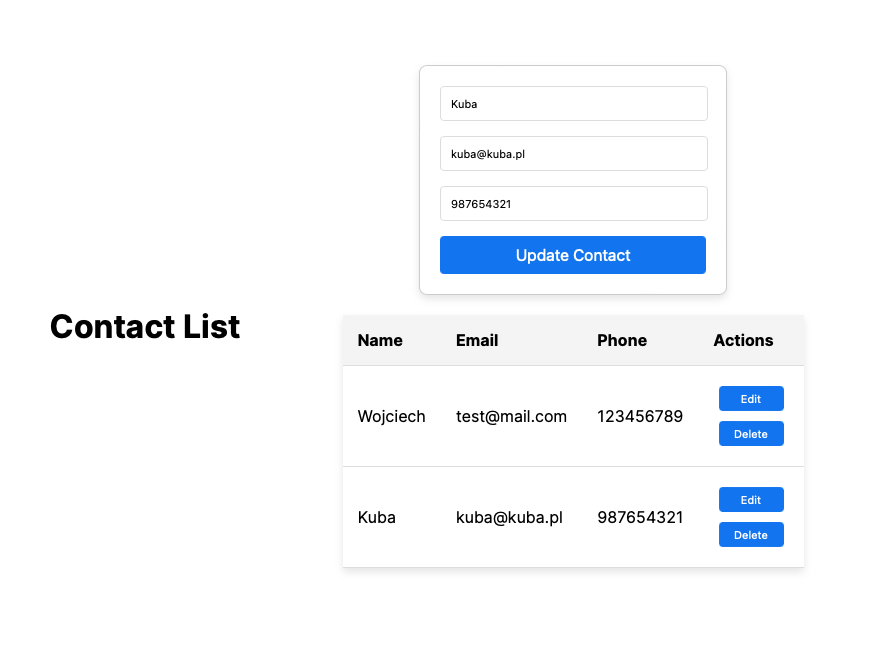 Kuba
kuba@kuba.pl
987654321
Update Contact
Contact List
Name Email Phone Actions
Wojciech test@mail.com 123456789 Edit
Delete
Kuba kuba@kuba.pl 987654321 Edit
Delete